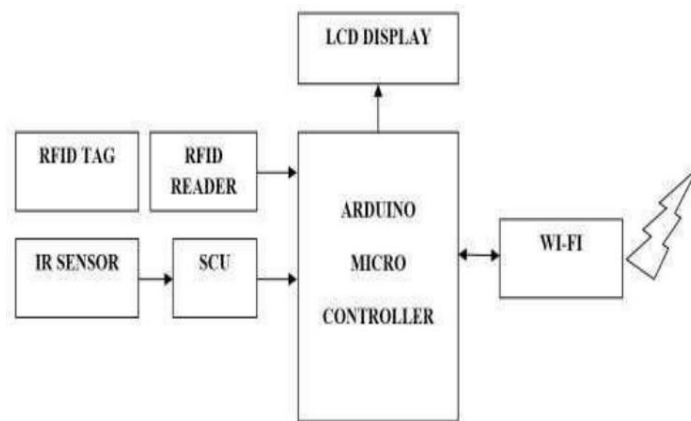 LCD DISPLAY
RFID TAG
RFID
READER
ARDUINO
MICRO
CONTROLLER
IR SENSOR
SCU
WI-FI